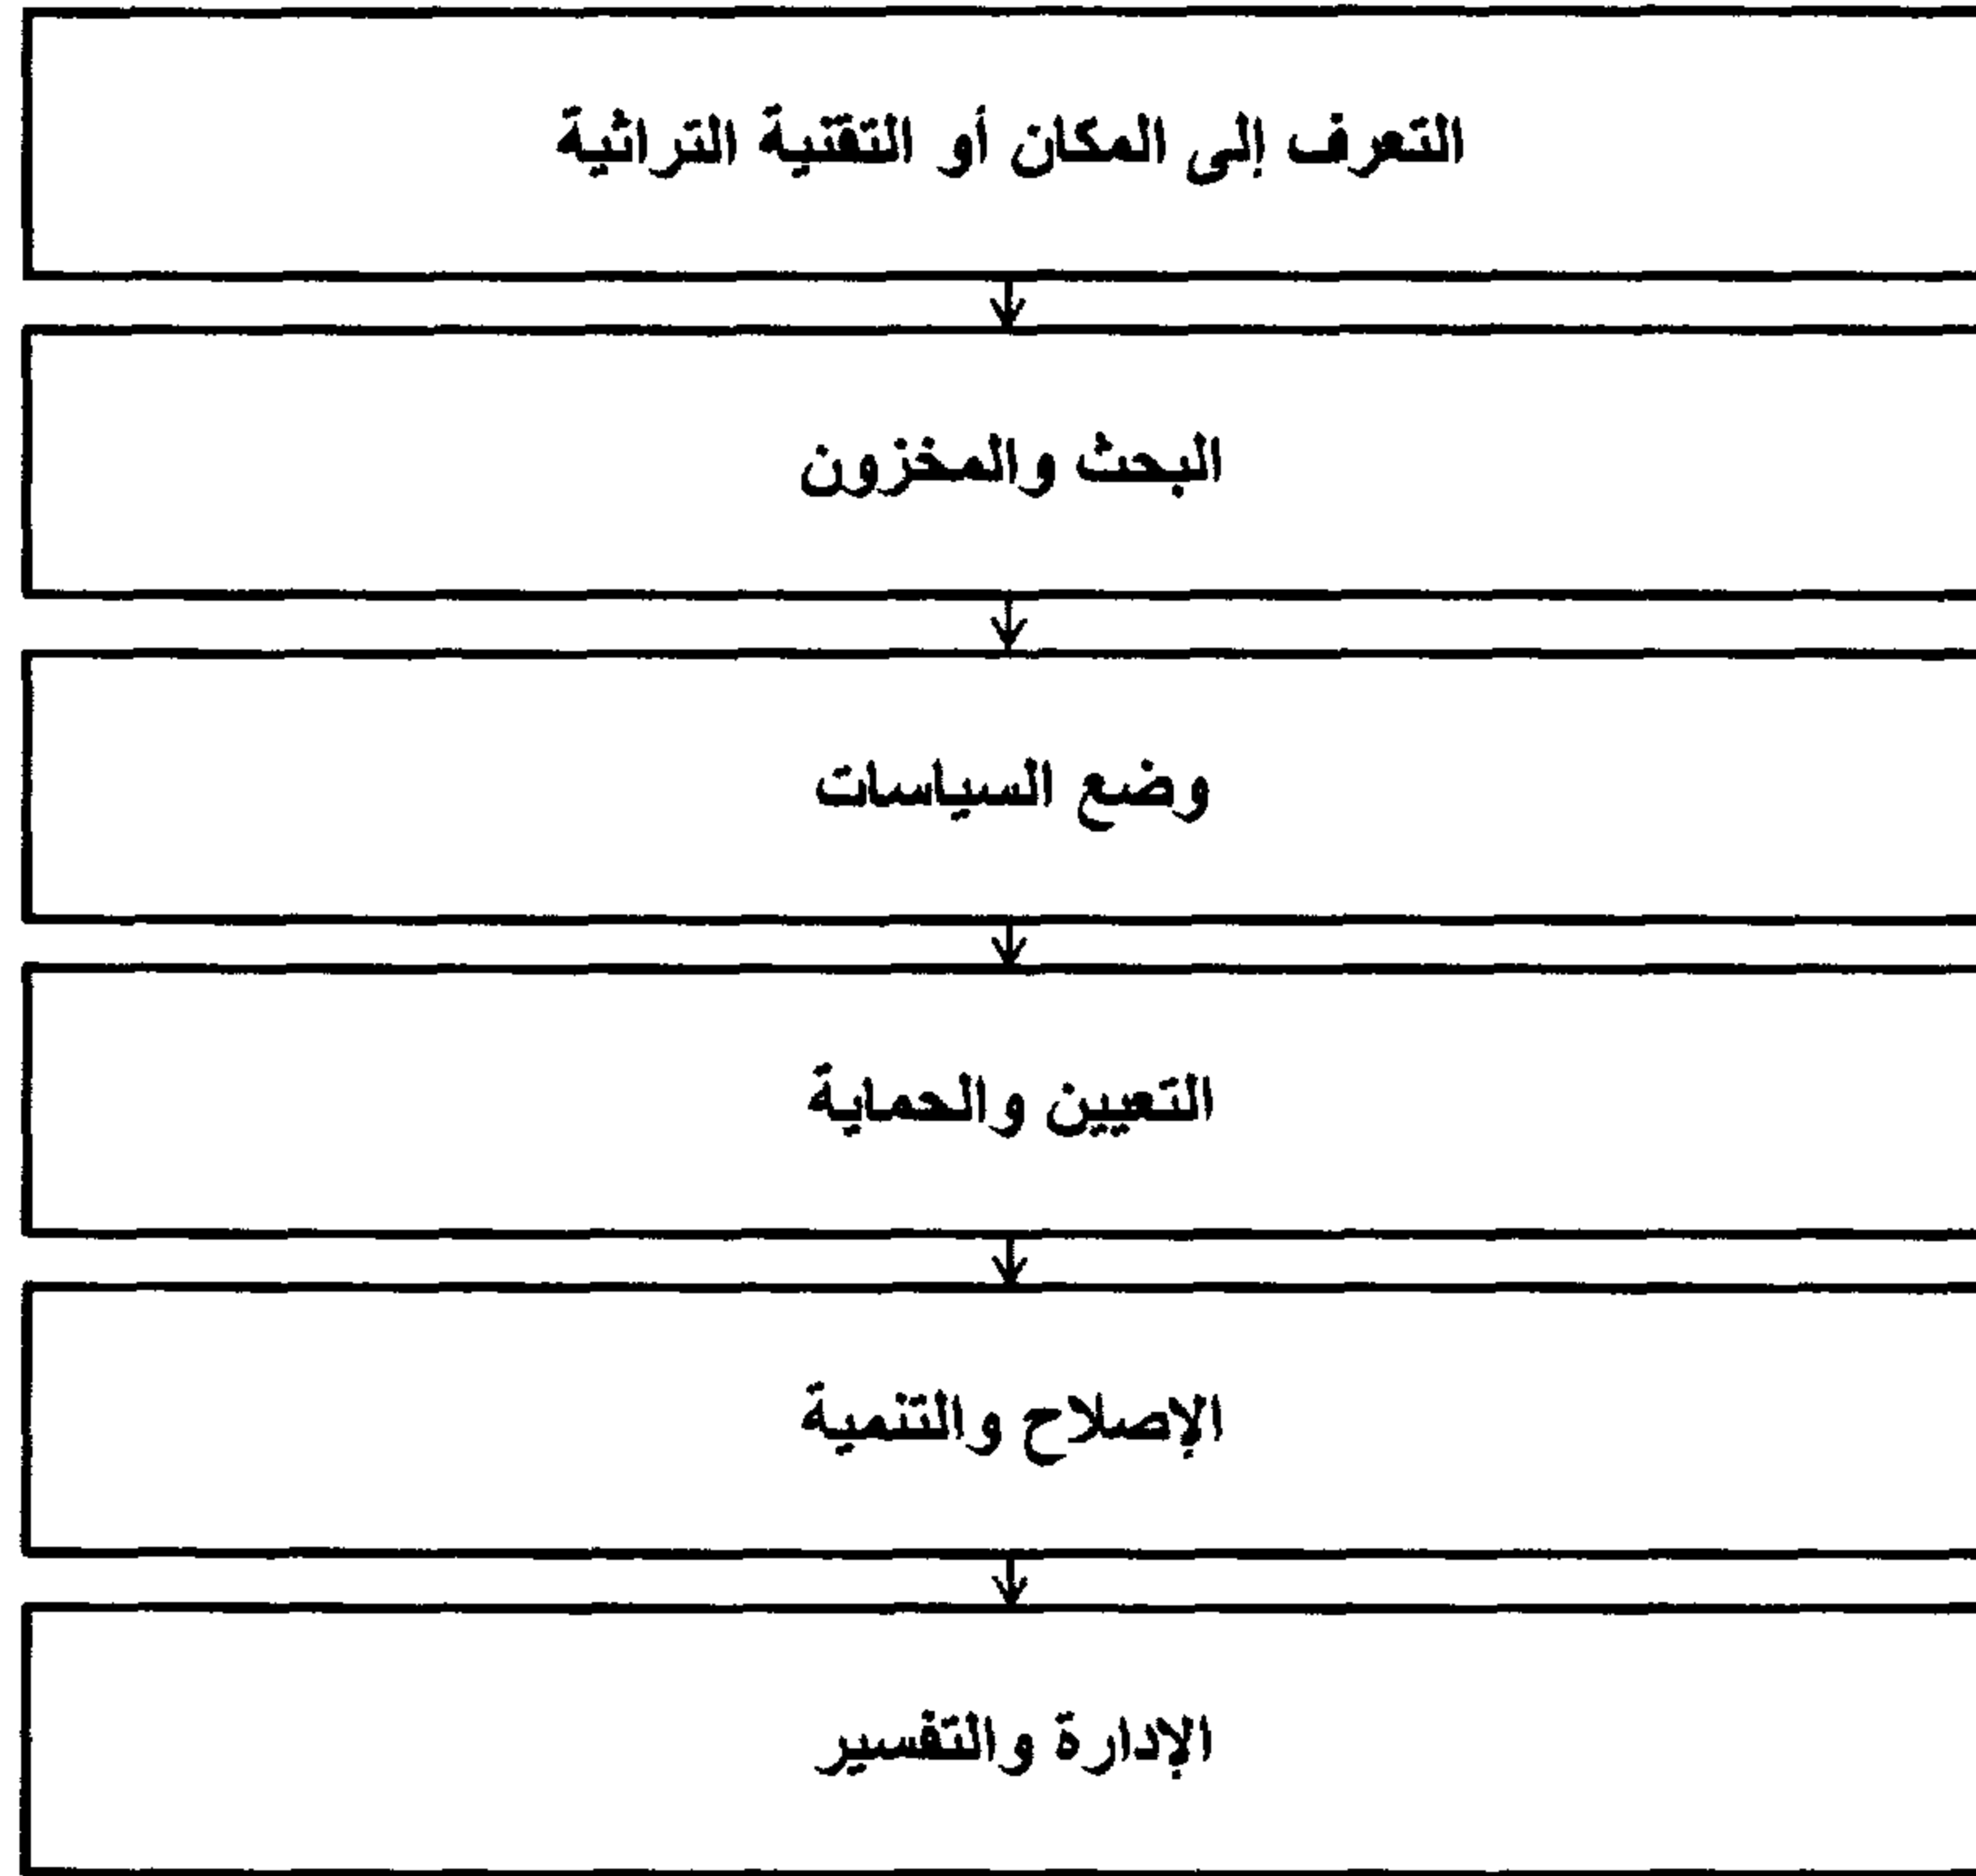 التعرف إلى المكان أو التقنية التراثية
البحث والمخزون
وضع السياسات
التعيين والحماية
الإصلاح والتنمية
الإدارة والتفسير